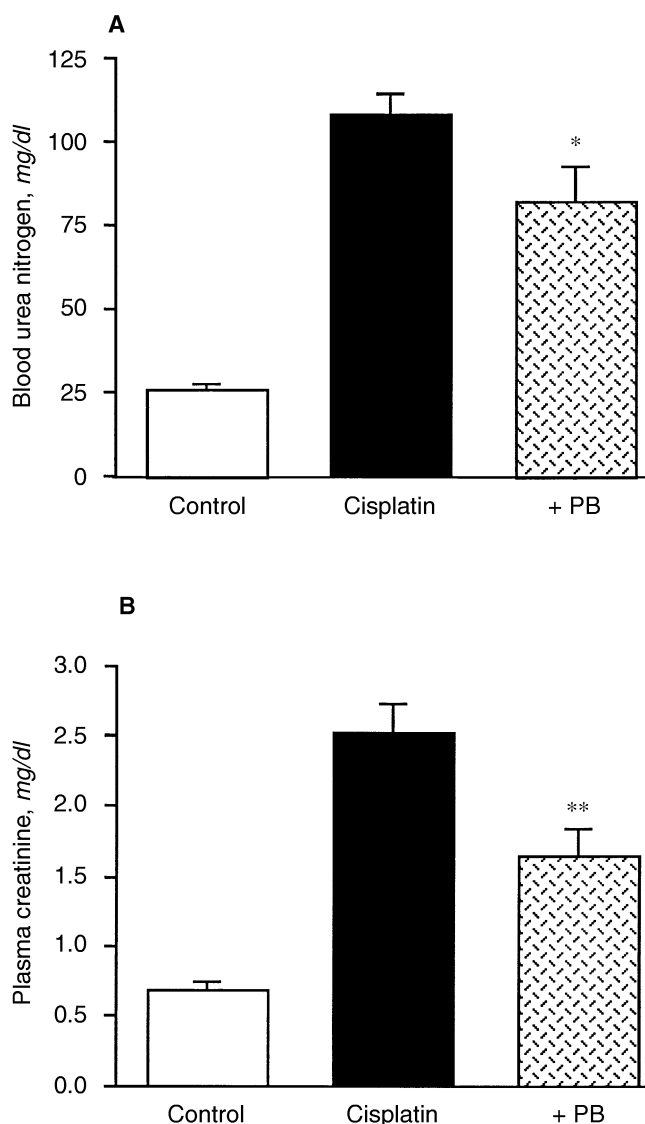 A
Blood urea nitrogen, mg/dl
125
100
75
50
25
0
*
Control
Cisplatin
+ PB
B
Plasma creatinine, mg/dl
3.0
2.5
2.0
1.5
1.0
0.5
0.0
**
Control
Cisplatin
+ PB